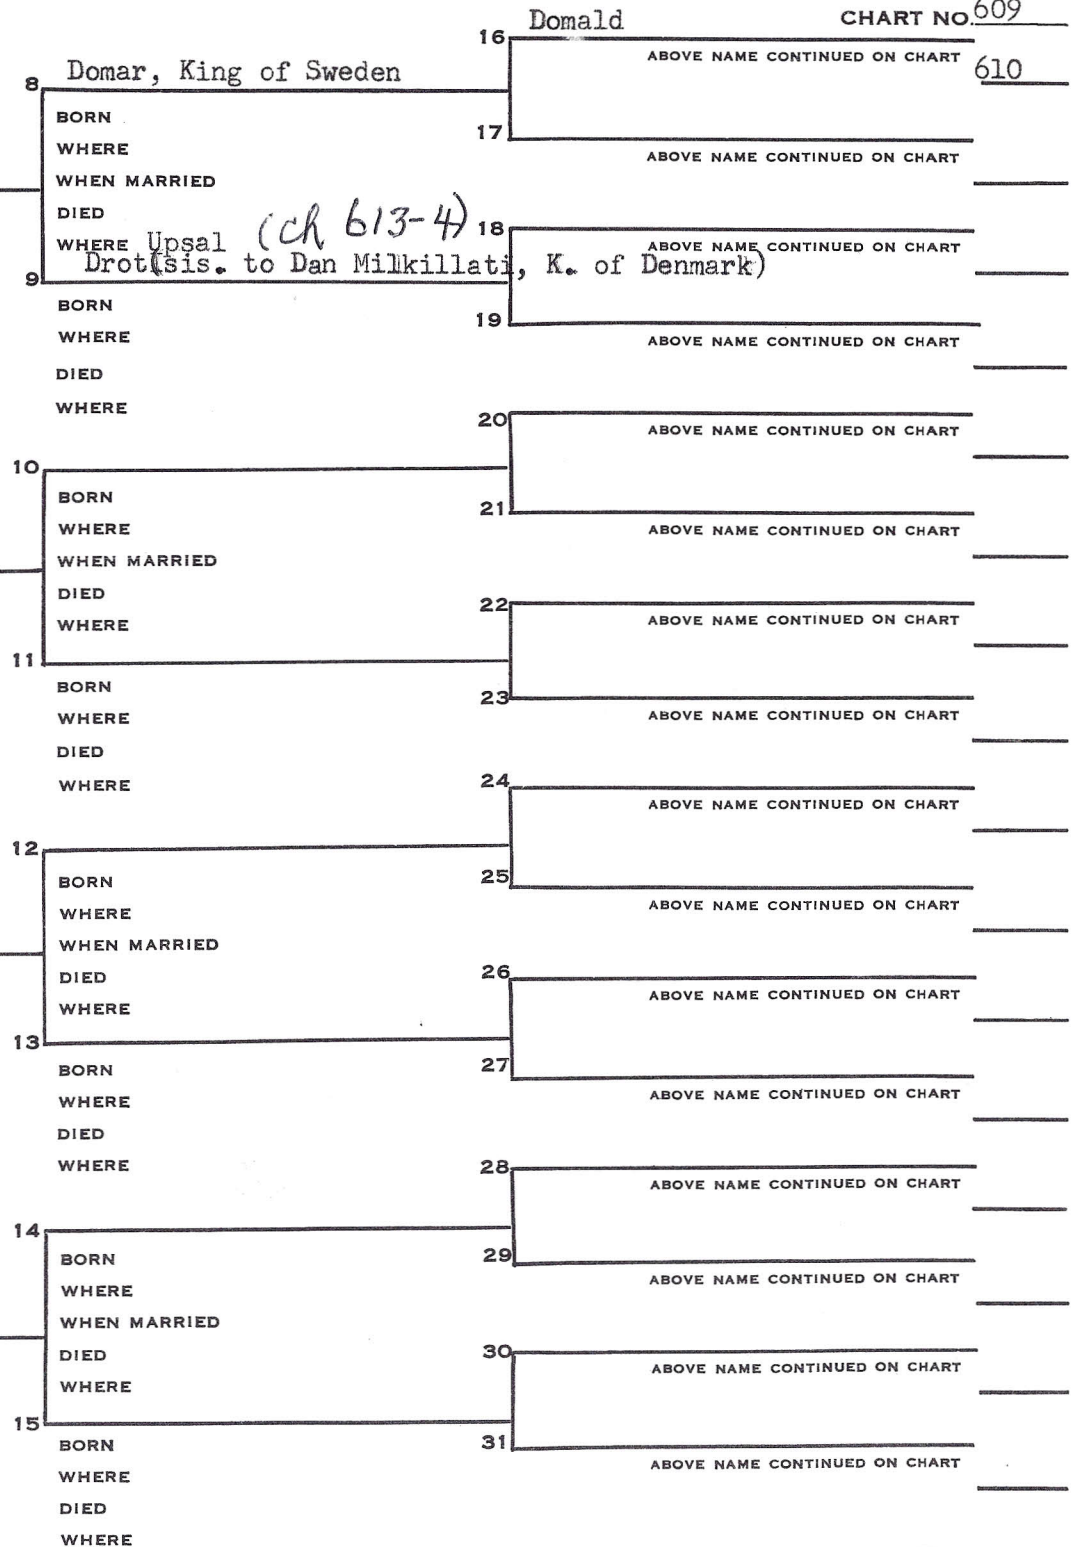 Domald CHART NO. 609
16
ABOVE NAME CONTINUED ON CHART 610
Domar, King of Sweden
8
BORN
WHERE
WHEN MARRIED
DIED
WHERE Upsal (ch 613-4)
17
ABOVE NAME CONTINUED ON CHART
18
ABOVE NAME CONTINUED ON CHART
Drot(sis. to Dan Milkillati, K. of Denmark)
9
BORN
WHERE
DIED
WHERE
19
ABOVE NAME CONTINUED ON CHART
20
ABOVE NAME CONTINUED ON CHART
10
BORN
WHERE
WHEN MARRIED
DIED
WHERE
21
ABOVE NAME CONTINUED ON CHART
22
ABOVE NAME CONTINUED ON CHART
11
BORN
WHERE
DIED
WHERE
23
ABOVE NAME CONTINUED ON CHART
24
ABOVE NAME CONTINUED ON CHART
12
BORN
WHERE
WHEN MARRIED
DIED
WHERE
25
ABOVE NAME CONTINUED ON CHART
26
ABOVE NAME CONTINUED ON CHART
13
BORN
WHERE
DIED
WHERE
27
ABOVE NAME CONTINUED ON CHART
28
ABOVE NAME CONTINUED ON CHART
14
BORN
WHERE
WHEN MARRIED
DIED
WHERE
29
ABOVE NAME CONTINUED ON CHART
30
ABOVE NAME CONTINUED ON CHART
15
BORN
WHERE
DIED
WHERE
31
ABOVE NAME CONTINUED ON CHART